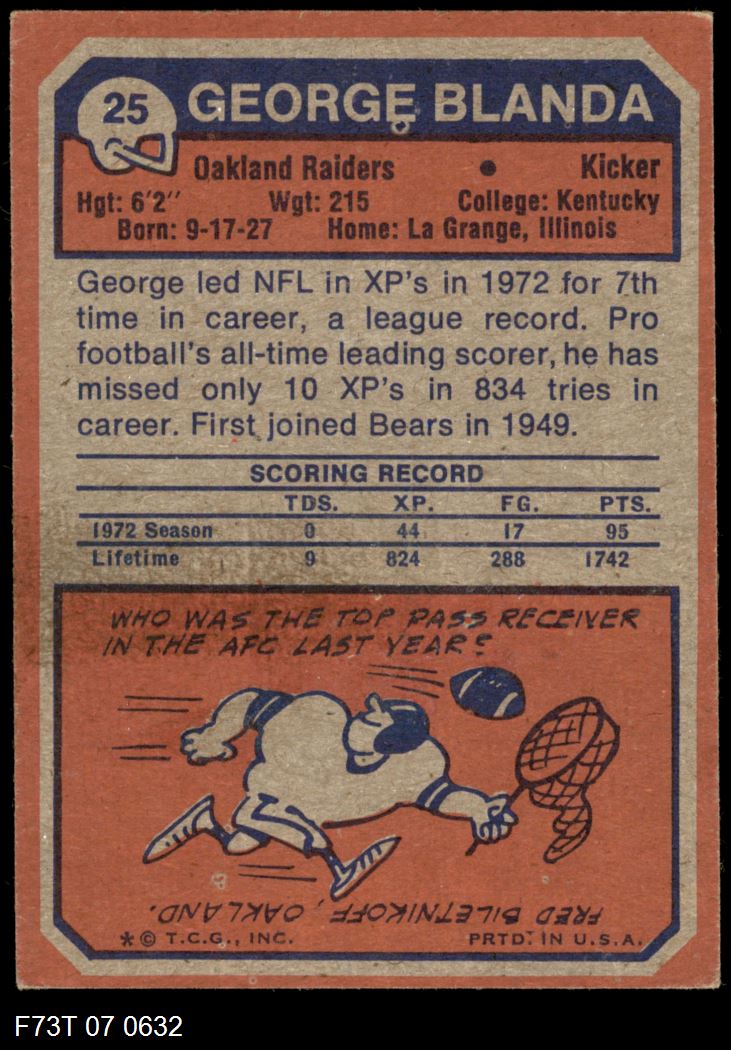 25 GEORGE BLANDA
Oakland Raiders • Kicker
Hgt: 6'2" Wgt: 215 College: Kentucky
Born: 9-17-27 Home: La Grange, Illinois
George led NFL in XP's in 1972 for 7th
time in career, a league record. Pro
football's all-time leading scorer, he has
missed only 10 XP's in 834 tries in
career. First joined Bears in 1949.
SCORING RECORD
TDS. XP. FG. PTS.
1972 Season 0 44 17 95
Lifetime 9 824 288 1742
WHO WAS THE TOP PASS RECEIVER
IN THE AFC LAST YEAR?
FRED BILETNIKOFF, OAKLAND.
* © T.C.G., INC. PRTD. IN U.S.A.
F73T 07 0632